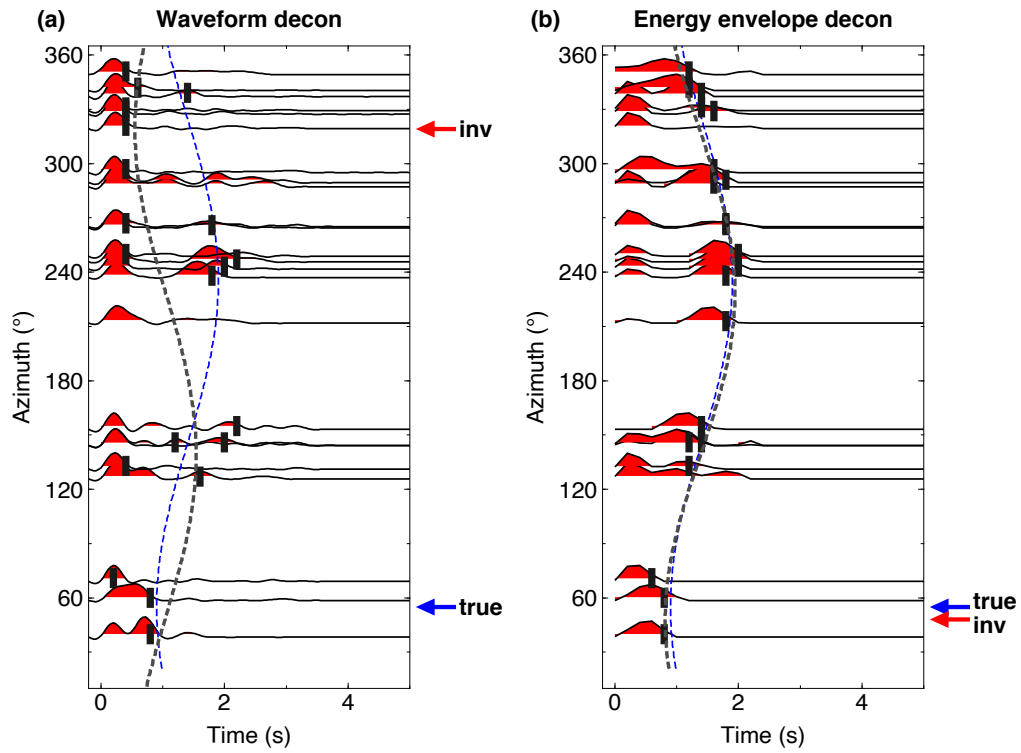 (a) Waveform decon
360
300
240
180
120
60
Azimuth (°)
0 2 4
Time (s)
inv
true
(b) Energy envelope decon
360
300
240
180
120
60
Azimuth (°)
0 2 4
Time (s)
true
inv